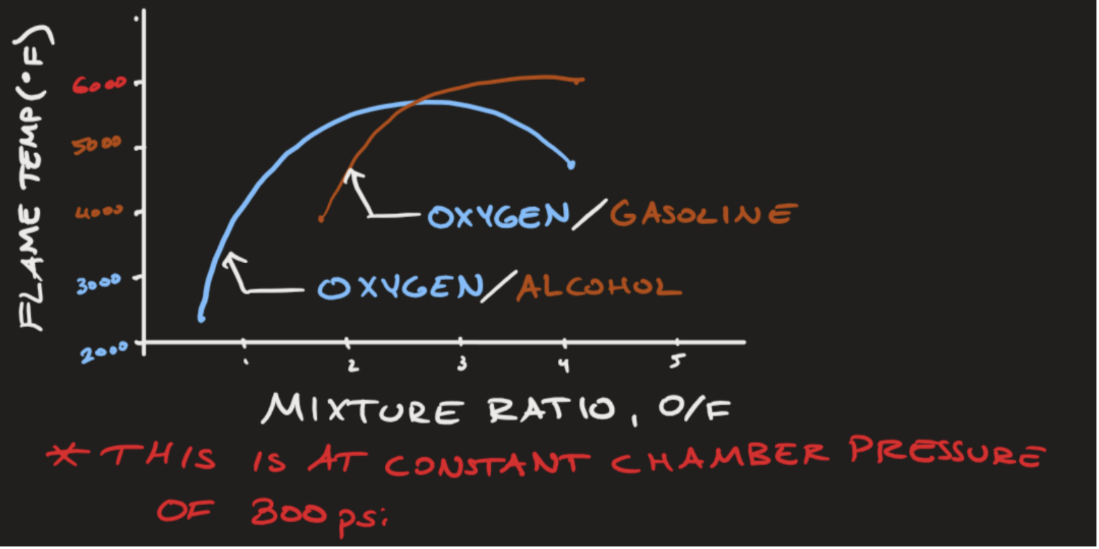 FLAME TEMP (°F)
6000
5000
4000
3000
2000
OXYGEN/GASOLINE
OXYGEN/ALCOHOL
1 2 3 4 5
MIXTURE RATIO, O/F
* THIS IS AT CONSTANT CHAMBER PRESSURE
OF 300 psi